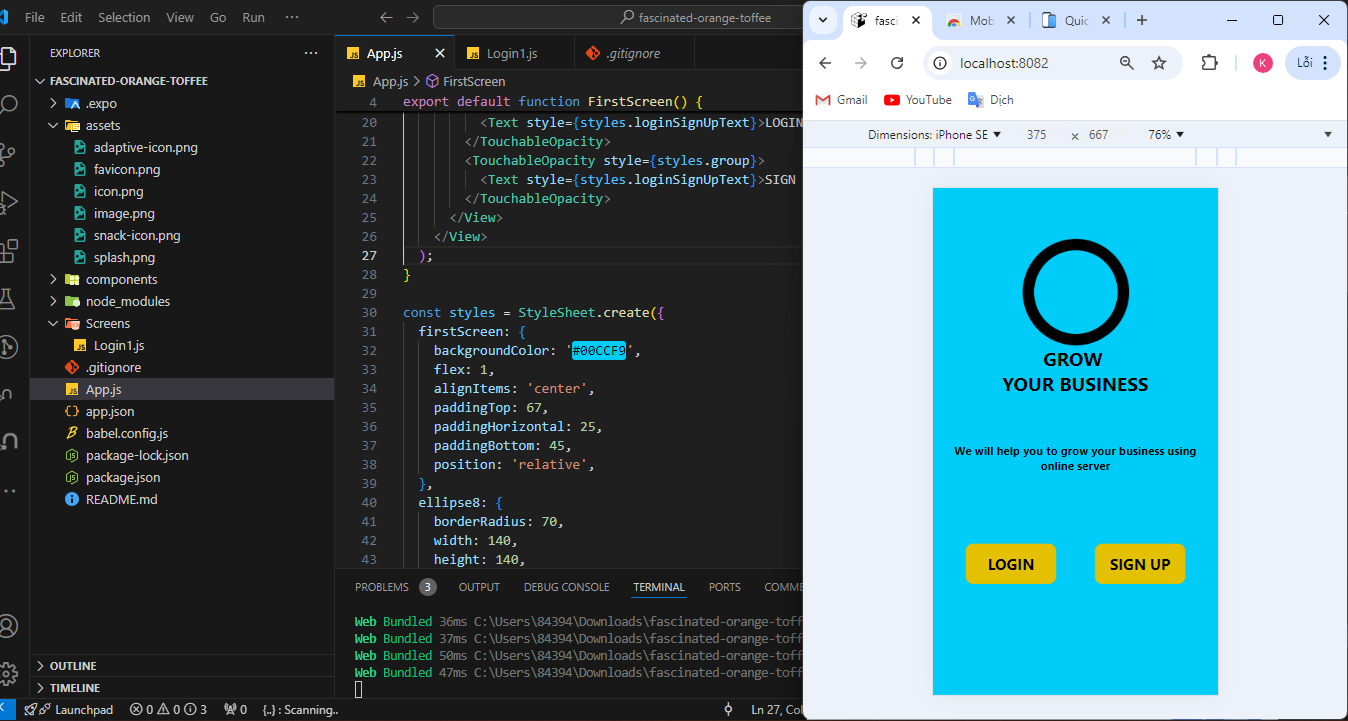 File Edit Selection View Go Run ··· fascinated-orange-toffee
EXPLORER ···
FASCINATED-ORANGE-TOFFEE
.expo
assets
adaptive-icon.png
favicon.png
icon.png
image.png
snack-icon.png
splash.png
components
node_modules
Screens
JS Login1.js
.gitignore
JS App.js
{} app.json
babel.config.js
package-lock.json
package.json
README.md
OUTLINE
TIMELINE
JS App.js JS Login1.js .gitignore
JS App.js > FirstScreen
4 export default function FirstScreen() {
20 <Text style={styles.loginSignUpText}>LOGIN
21 </TouchableOpacity>
22 <TouchableOpacity style={styles.group}>
23 <Text style={styles.loginSignUpText}>SIGN
24 </TouchableOpacity>
25 </View>
26 </View>
27 );
28 }
29
30 const styles = StyleSheet.create({
31 firstScreen: {
32 backgroundColor: '#00CCF9',
33 flex: 1,
34 alignItems: 'center',
35 paddingTop: 67,
36 paddingHorizontal: 25,
37 paddingBottom: 45,
38 position: 'relative',
39 },
40 ellipse8: {
41 borderRadius: 70,
42 width: 140,
43 height: 140,
PROBLEMS 3 OUTPUT DEBUG CONSOLE TERMINAL PORTS COMME
Web Bundled 36ms C:\Users\84394\Downloads\fascinated-orange-toff
Web Bundled 37ms C:\Users\84394\Downloads\fascinated-orange-toff
Web Bundled 50ms C:\Users\84394\Downloads\fascinated-orange-toff
Web Bundled 47ms C:\Users\84394\Downloads\fascinated-orange-toff
Launchpad 0 0 3 0 {..} : Scanning.. Ln 27, Col
fasci Mob Quic
localhost:8082 K Lỗi
Gmail YouTube Dịch
Dimensions: iPhone SE 375 × 667 76%
GROW
YOUR BUSINESS
We will help you to grow your business using
online server
LOGIN SIGN UP